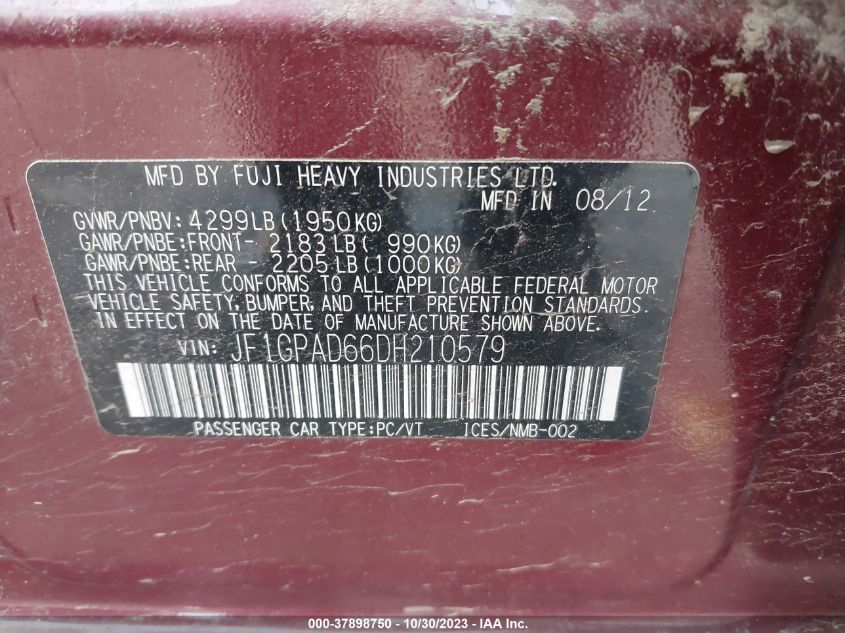 MFD BY FUJI HEAVY INDUSTRIES LTD.
MFD IN 08/12
GVWR/PNBV: 4299LB (1950KG)
GAWR/PNBE:FRONT- 2183LB ( 990KG)
GAWR/PNBE:REAR 2205LB (1000KG)
THIS VEHICLE CONFORMS TO ALL APPLICABLE FEDERAL MOTOR
VEHICLE SAFETY, BUMPER, AND THEFT PREVENTION STANDARDS.
IN EFFECT ON THE DATE OF MANUFACTURE SHOWN ABOVE.
VIN: JF1GPAD66DH210579
PASSENGER CAR TYPE:PC/VT ICES/NMB-002
000-37898750 - 10/30/2023 - © IAA Inc.